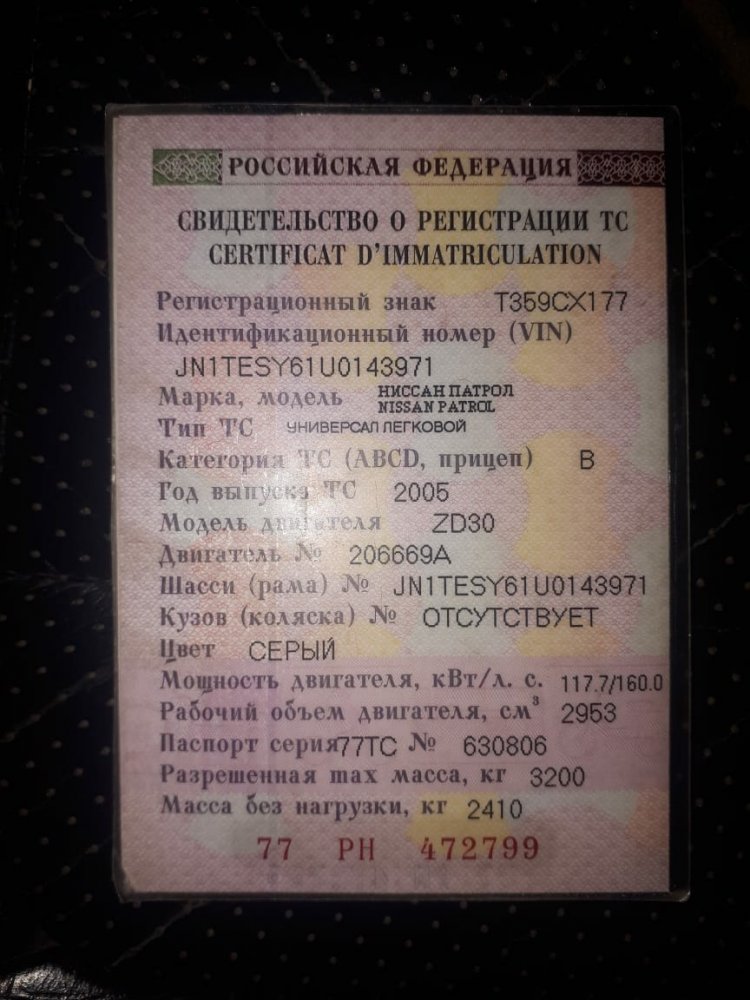 РОССИЙСКАЯ ФЕДЕРАЦИЯ
СВИДЕТЕЛЬСТВО О РЕГИСТРАЦИИ ТС
CERTIFICAT D'IMMATRICULATION
Регистрационный знак Т359СХ177
Идентификационный номер (VIN)
JN1TESY61U0143971
Марка, модель НИССАН ПАТРОЛ
NISSAN PATROL
Тип ТС УНИВЕРСАЛ ЛЕГКОВОЙ
Категория ТС (ABCD, прицеп) B
Год выпуска ТС 2005
Модель двигателя ZD30
Двигатель № 206669A
Шасси (рама) № JN1TESY61U0143971
Кузов (коляска) № ОТСУТСТВУЕТ
Цвет СЕРЫЙ
Мощность двигателя, кВт/л. с. 117.7/160.0
Рабочий объем двигателя, см³ 2953
Паспорт серия 77ТС № 630806
Разрешенная max масса, кг 3200
Масса без нагрузки, кг 2410
77 РН 472799